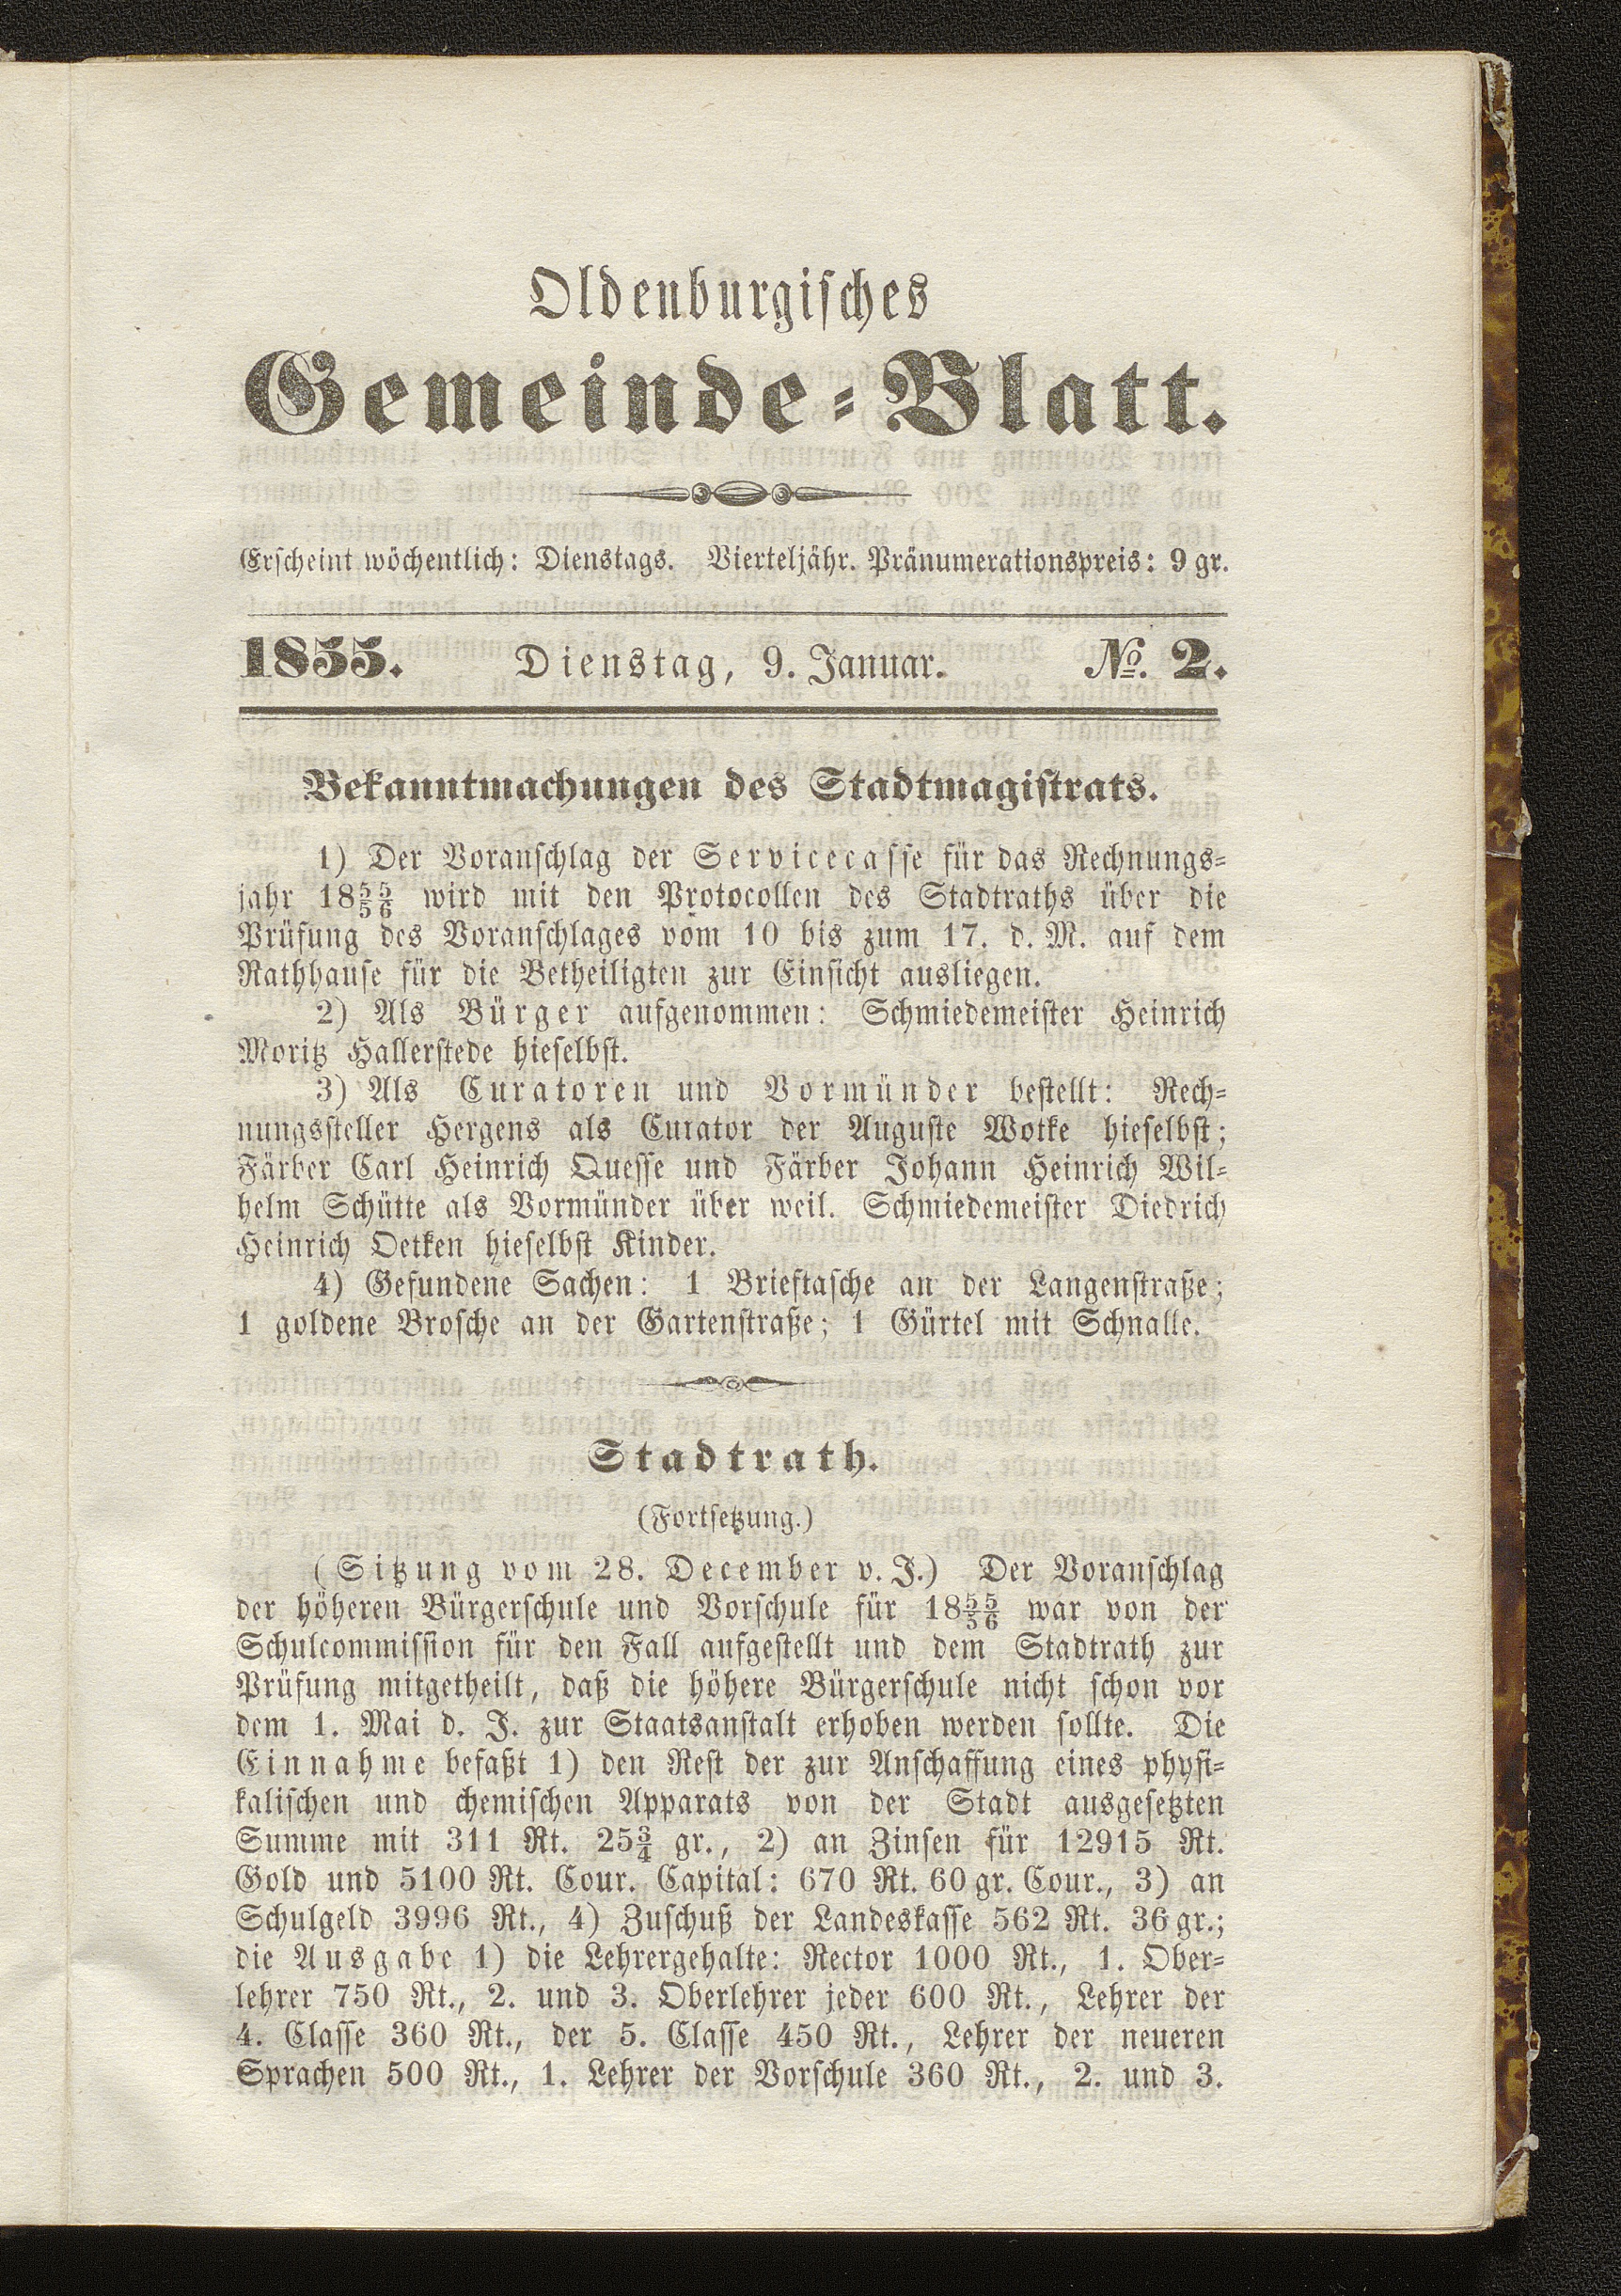 Oldenburgisches
Gemeinde-Blatt.
Erscheint wöchentlich: Dienstags. Vierteljähr. Pränumerationspreis: 9 gr.
1855. Dienstag, 9. Januar. No. 2.
Bekanntmachungen des Stadtmagistrats.
1) Der Voranschlag der Servicecasse für das Rechnungs-
jahr 18 5/5 5/6 wird mit den Protocollen des Stadtraths über die
Prüfung des Voranschlages vom 10 bis zum 17. d. M. auf dem
Rathhause für die Betheiligten zur Einsicht ausliegen.
2) Als Bürger aufgenommen: Schmiedemeister Heinrich
Moritz Hallerstede hieselbst.
3) Als Curatoren und Vormünder bestellt: Rech-
nungssteller Hergens als Curator der Auguste Wotke hieselbst;
Färber Carl Heinrich Quesse und Färber Johann Heinrich Wil-
helm Schütte als Vormünder über weil. Schmiedemeister Diedrich
Heinrich Oetken hieselbst Kinder.
4) Gefundene Sachen: 1 Brieftasche an der Langenstraße;
1 goldene Brosche an der Gartenstraße; 1 Gürtel mit Schnalle.
Stadtrath.
(Fortsetzung.)
(Sitzung vom 28. December v. J.) Der Voranschlag
der höheren Bürgerschule und Vorschule für 18 5/5 5/6 war von der
Schulcommission für den Fall aufgestellt und dem Stadtrath zur
Prüfung mitgetheilt, daß die höhere Bürgerschule nicht schon vor
dem 1. Mai d. J. zur Staatsanstalt erhoben werden sollte. Die
Einnahme befaßt 1) den Rest der zur Anschaffung eines physi-
kalischen und chemischen Apparats von der Stadt ausgesetzten
Summe mit 311 Rt. 25 3/4 gr., 2) an Zinsen für 12915 Rt.
Gold und 5100 Rt. Cour. Capital: 670 Rt. 60 gr. Cour., 3) an
Schulgeld 3996 Rt., 4) Zuschuß der Landeskasse 562 Rt. 36 gr.;
die Ausgabe 1) die Lehrergehalte: Rector 1000 Rt., 1. Ober-
lehrer 750 Rt., 2. und 3. Oberlehrer jeder 600 Rt., Lehrer der
4. Classe 360 Rt., der 5. Classe 450 Rt., Lehrer der neueren
Sprachen 500 Rt., 1. Lehrer der Vorschule 360 Rt., 2. und 3.